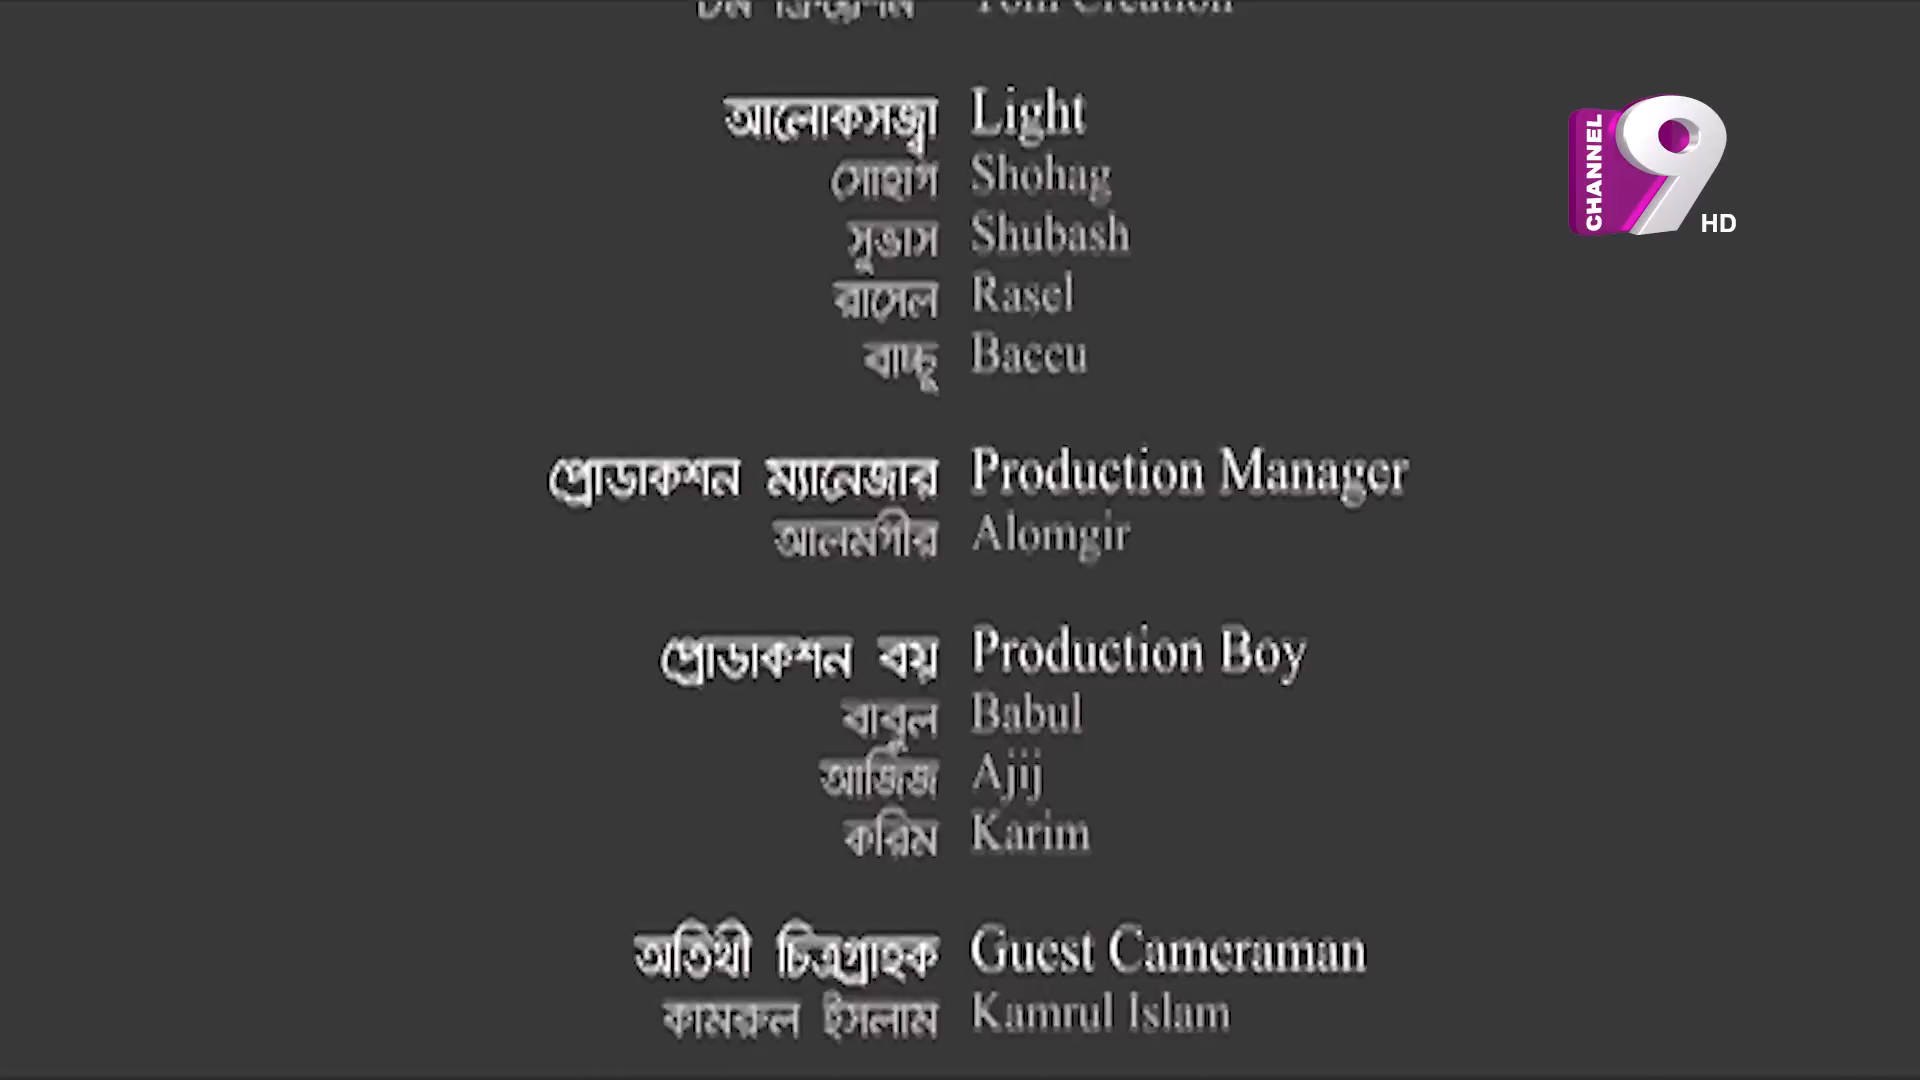 আলোকসজ্বা Light
সোহাগ Shohag
সুভাস Shubash
রাসেল Rasel
বাচ্চু Baccu
প্রোডাকশন ম্যানেজার Production Manager
আলমগীর Alomgir
প্রোডাকশন বয় Production Boy
বাবুল Babul
আজিজ Ajij
করিম Karim
অতিথী চিত্রগ্রাহক Guest Cameraman
কামরুল ইসলাম Kamrul Islam
CHANNEL 9 HD